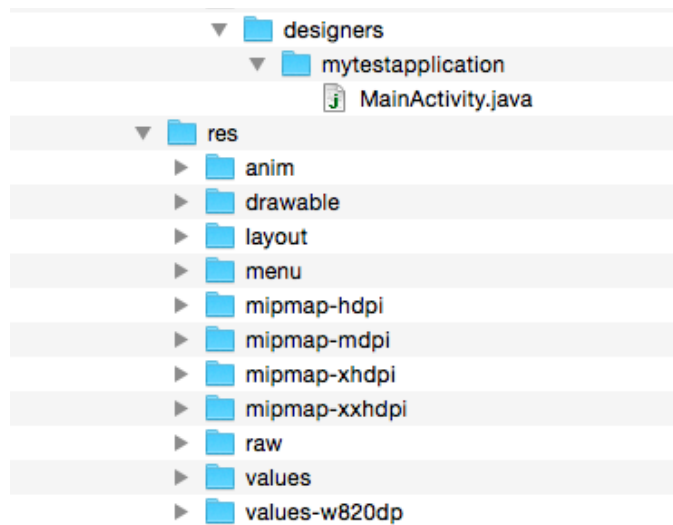 designers
mytestapplication
MainActivity.java
res
anim
drawable
layout
menu
mipmap-hdpi
mipmap-mdpi
mipmap-xhdpi
mipmap-xxhdpi
raw
values
values-w820dp